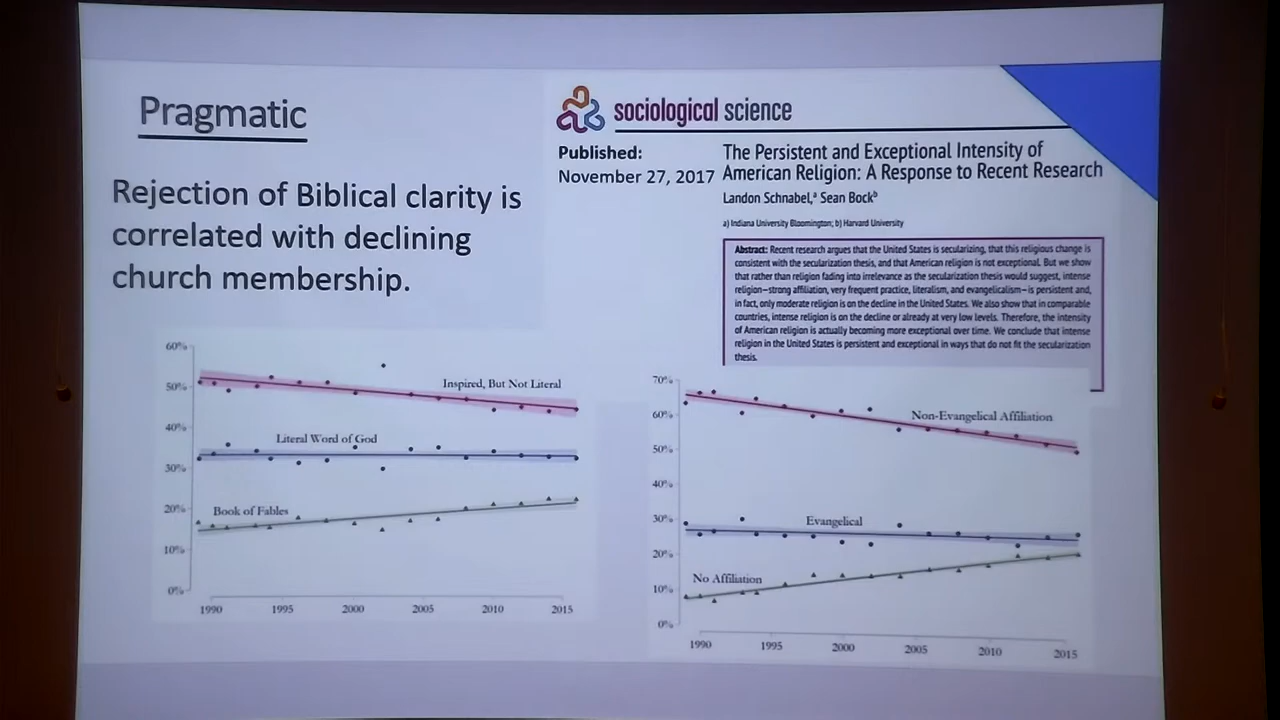 Pragmatic
Rejection of Biblical clarity is
correlated with declining
church membership.
sociological science
Published:
November 27, 2017
The Persistent and Exceptional Intensity of
American Religion: A Response to Recent Research
Landon Schnabel,ª Sean Bockᵇ
a) Indiana University Bloomington; b) Harvard University
Abstract: Recent research argues that the United States is secularizing, that this religious change is
consistent with the secularization thesis, and that American religion is not exceptional. But we show
that rather than religion fading into irrelevance as the secularization thesis would suggest, intense
religion—strong affiliation, very frequent practice, literalism, and evangelicalism—is persistent and,
in fact, only moderate religion is on the decline in the United States. We also show that in comparable
countries, intense religion is on the decline or already at very low levels. Therefore, the intensity
of American religion is actually becoming more exceptional over time. We conclude that intense
religion in the United States is persistent and exceptional in ways that do not fit the secularization
thesis.
60%
50%
40%
30%
20%
10%
0%
Inspired, But Not Literal
Literal Word of God
Book of Fables
1990 1995 2000 2005 2010 2015
70%
60%
50%
40%
30%
20%
10%
0%
Non-Evangelical Affiliation
Evangelical
No Affiliation
1990 1995 2000 2005 2010 2015